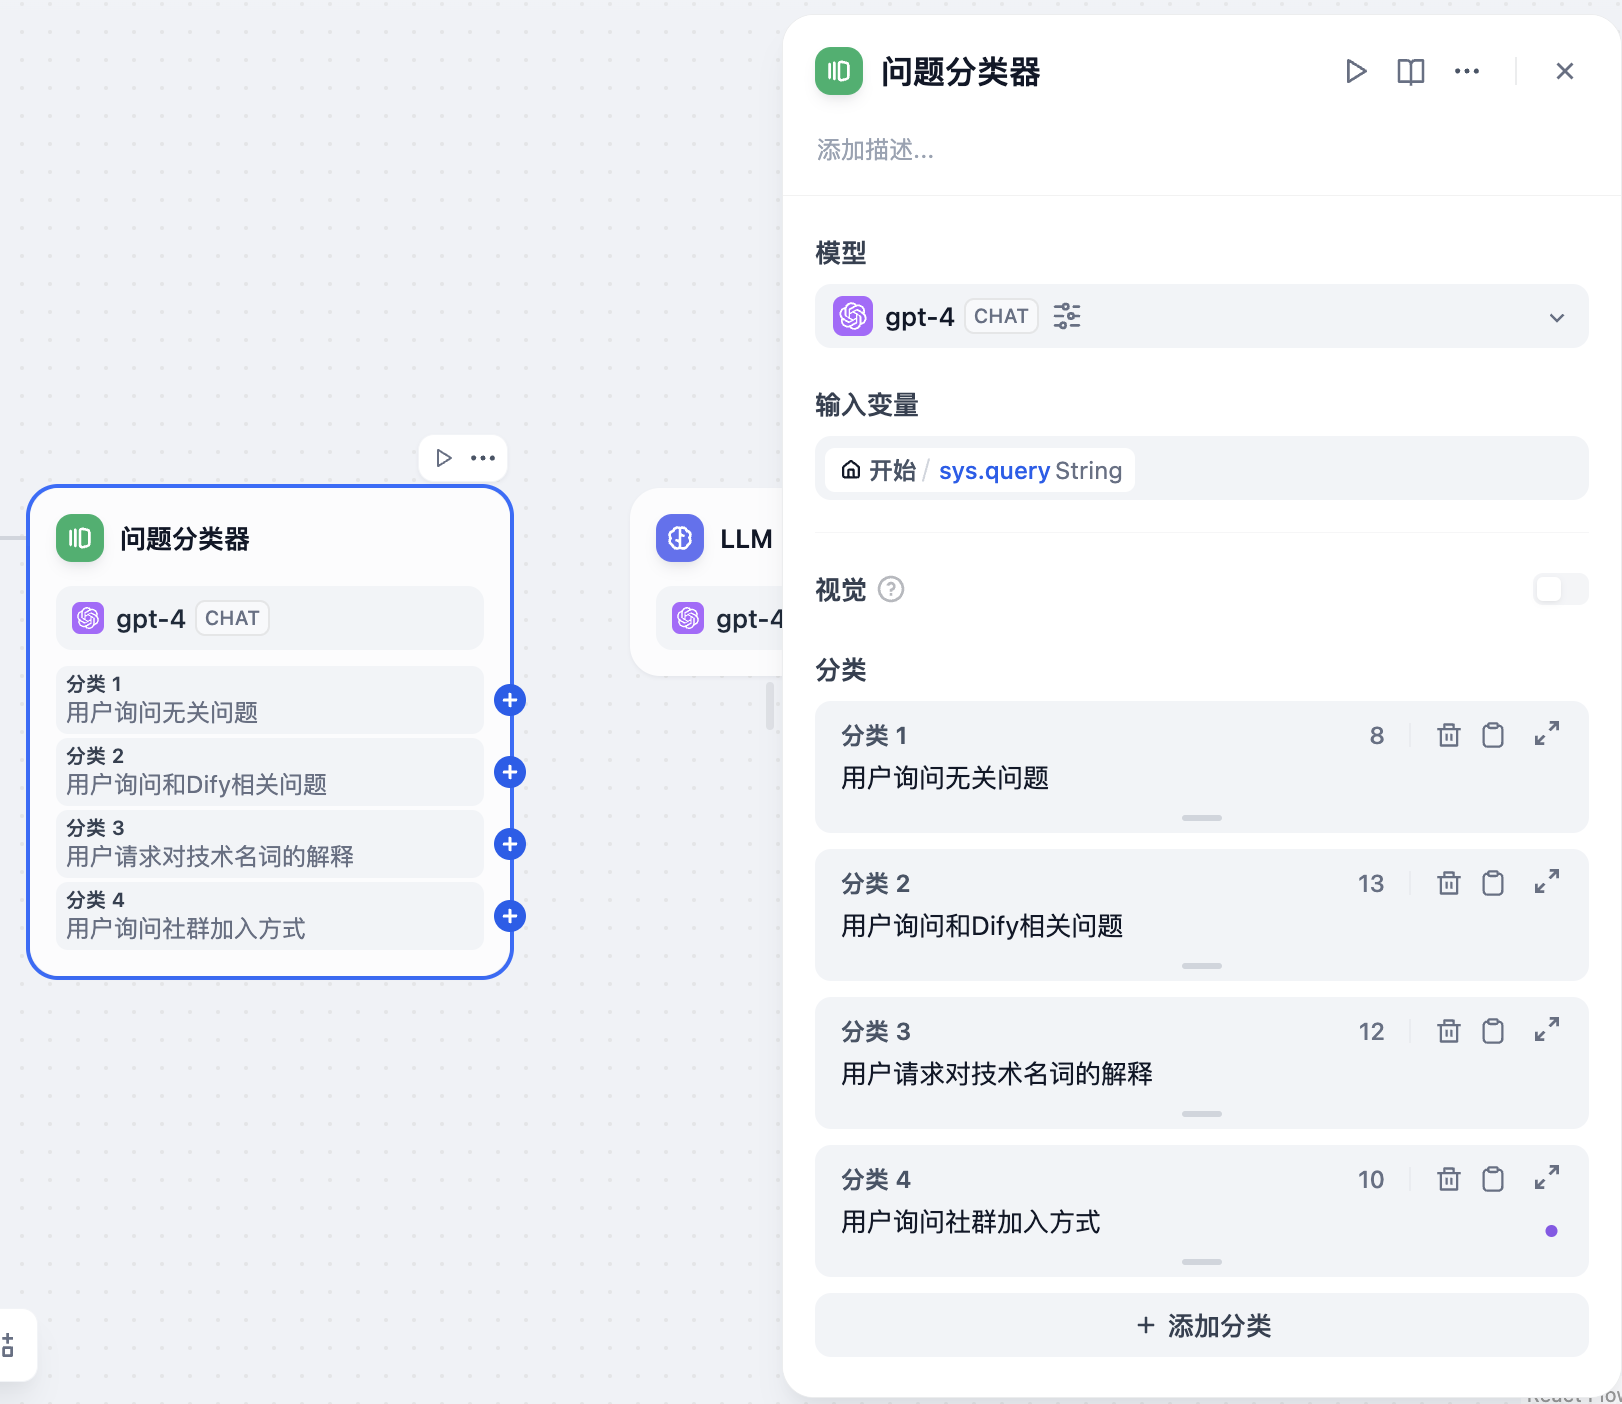 问题分类器
gpt-4 CHAT
分类 1
用户询问无关问题
分类 2
用户询问和Dify相关问题
分类 3
用户请求对技术名词的解释
分类 4
用户询问社群加入方式
LLM
gpt-4
问题分类器
添加描述...
模型
gpt-4 CHAT
输入变量
开始 / sys.query String
视觉
分类
分类 1 8
用户询问无关问题
分类 2 13
用户询问和Dify相关问题
分类 3 12
用户请求对技术名词的解释
分类 4 10
用户询问社群加入方式
+ 添加分类